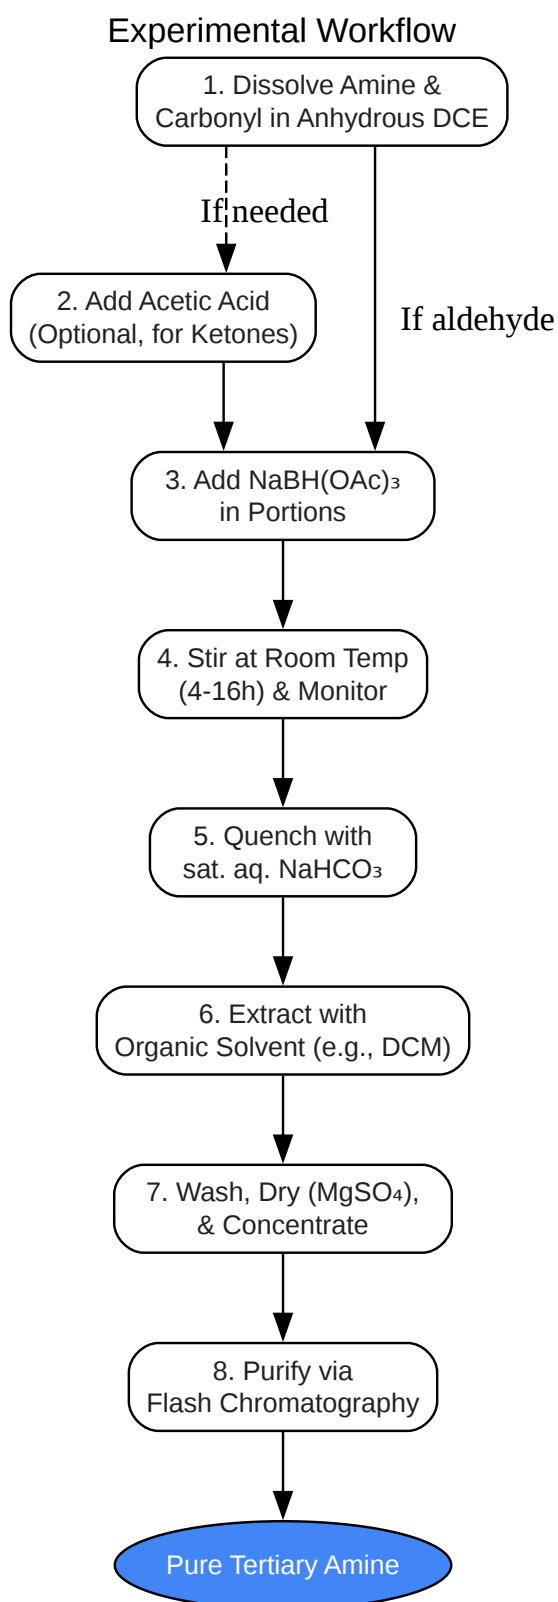 Experimental Workflow
1. Dissolve Amine &
Carbonyl in Anhydrous DCE
If needed
2. Add Acetic Acid
(Optional, for Ketones)
If aldehyde
3. Add NaBH(OAc)₃
in Portions
4. Stir at Room Temp
(4-16h) & Monitor
5. Quench with
sat. aq. NaHCO₃
6. Extract with
Organic Solvent (e.g., DCM)
7. Wash, Dry (MgSO₄),
& Concentrate
8. Purify via
Flash Chromatography
Pure Tertiary Amine